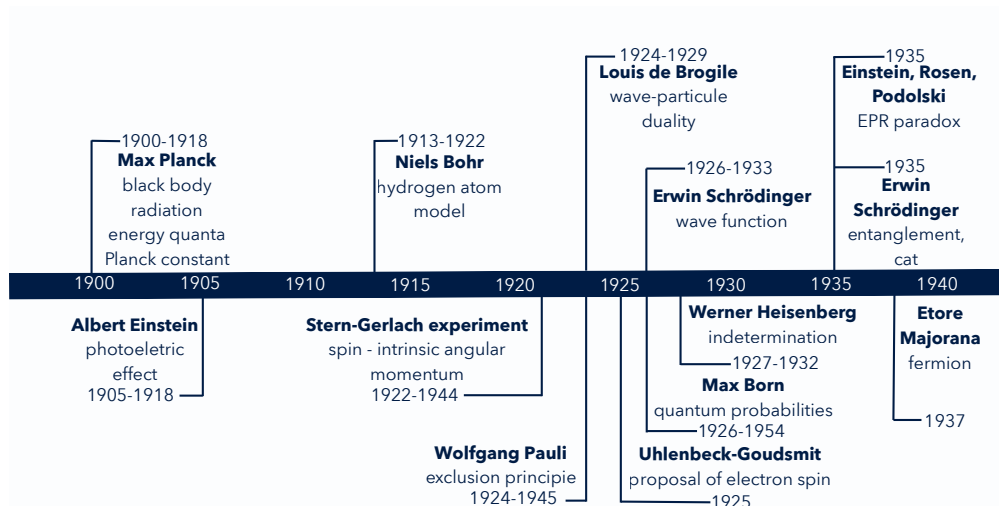 1900-1918
Max Planck
black body
radiation
energy quanta
Planck constant
1913-1922
Niels Bohr
hydrogen atom
model
1924-1929
Louis de Brogile
wave-particule
duality
1926-1933
Erwin Schrödinger
wave function
1935
Einstein, Rosen,
Podolski
EPR paradox
1935
Erwin
Schrödinger
entanglement,
cat
1900 1905 1910 1915 1920 1925 1930 1935 1940
Albert Einstein
photoeletric
effect
1905-1918
Stern-Gerlach experiment
spin - intrinsic angular
momentum
1922-1944
Wolfgang Pauli
exclusion principie
1924-1945
Werner Heisenberg
indetermination
1927-1932
Max Born
quantum probabilities
1926-1954
Uhlenbeck-Goudsmit
proposal of electron spin
1925
Etore
Majorana
fermion
1937